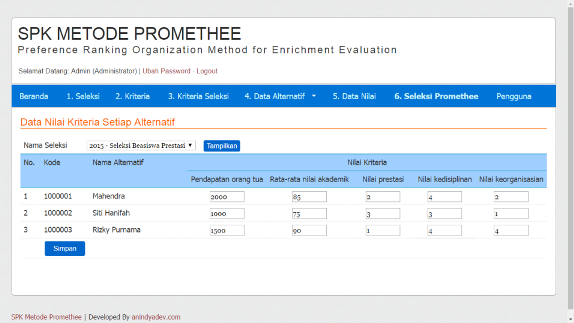 SPK METODE PROMETHEE
Preference Ranking Organization Method for Enrichment Evaluation
Selamat Datang: Admin (Administrator) | Ubah Password - Logout
Beranda 1. Seleksi 2. Kriteria 3. Kriteria Seleksi 4. Data Alternatif 5. Data Nilai 6. Seleksi Promethee Pengguna
Data Nilai Kriteria Setiap Alternatif
Nama Seleksi 2015 - Seleksi Beasiswa Prestasi Tampilkan
No. Kode Nama Alternatif Nilai Kriteria
Pendapatan orang tua Rata-rata nilai akademik Nilai prestasi Nilai kedisiplinan Nilai keorganisasian
1 1000001 Mahendra 2000 85 2 4 2
2 1000002 Siti Hanifah 1000 75 3 3 1
3 1000003 Rizky Purnama 1500 90 1 4 4
Simpan
SPK Metode Promethee | Developed By anindyadev.com